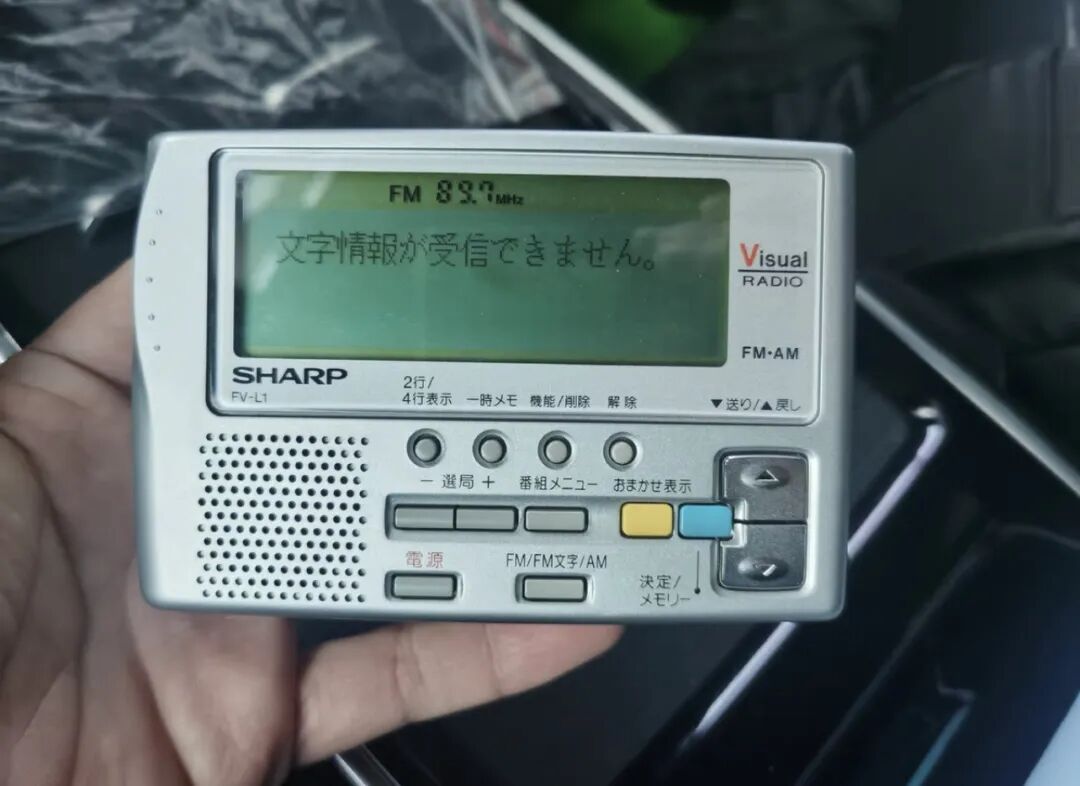 FM 89.7MHz
文字情報が受信できません。
Visual
RADIO
FM・AM
SHARP
FV-L1
2行/
4行表示 一時メモ 機能/削除 解除 ▼送り/▲戻し
− 選局 + 番組メニュー おまかせ表示
電源 FM/FM文字/AM
決定/
メモリー